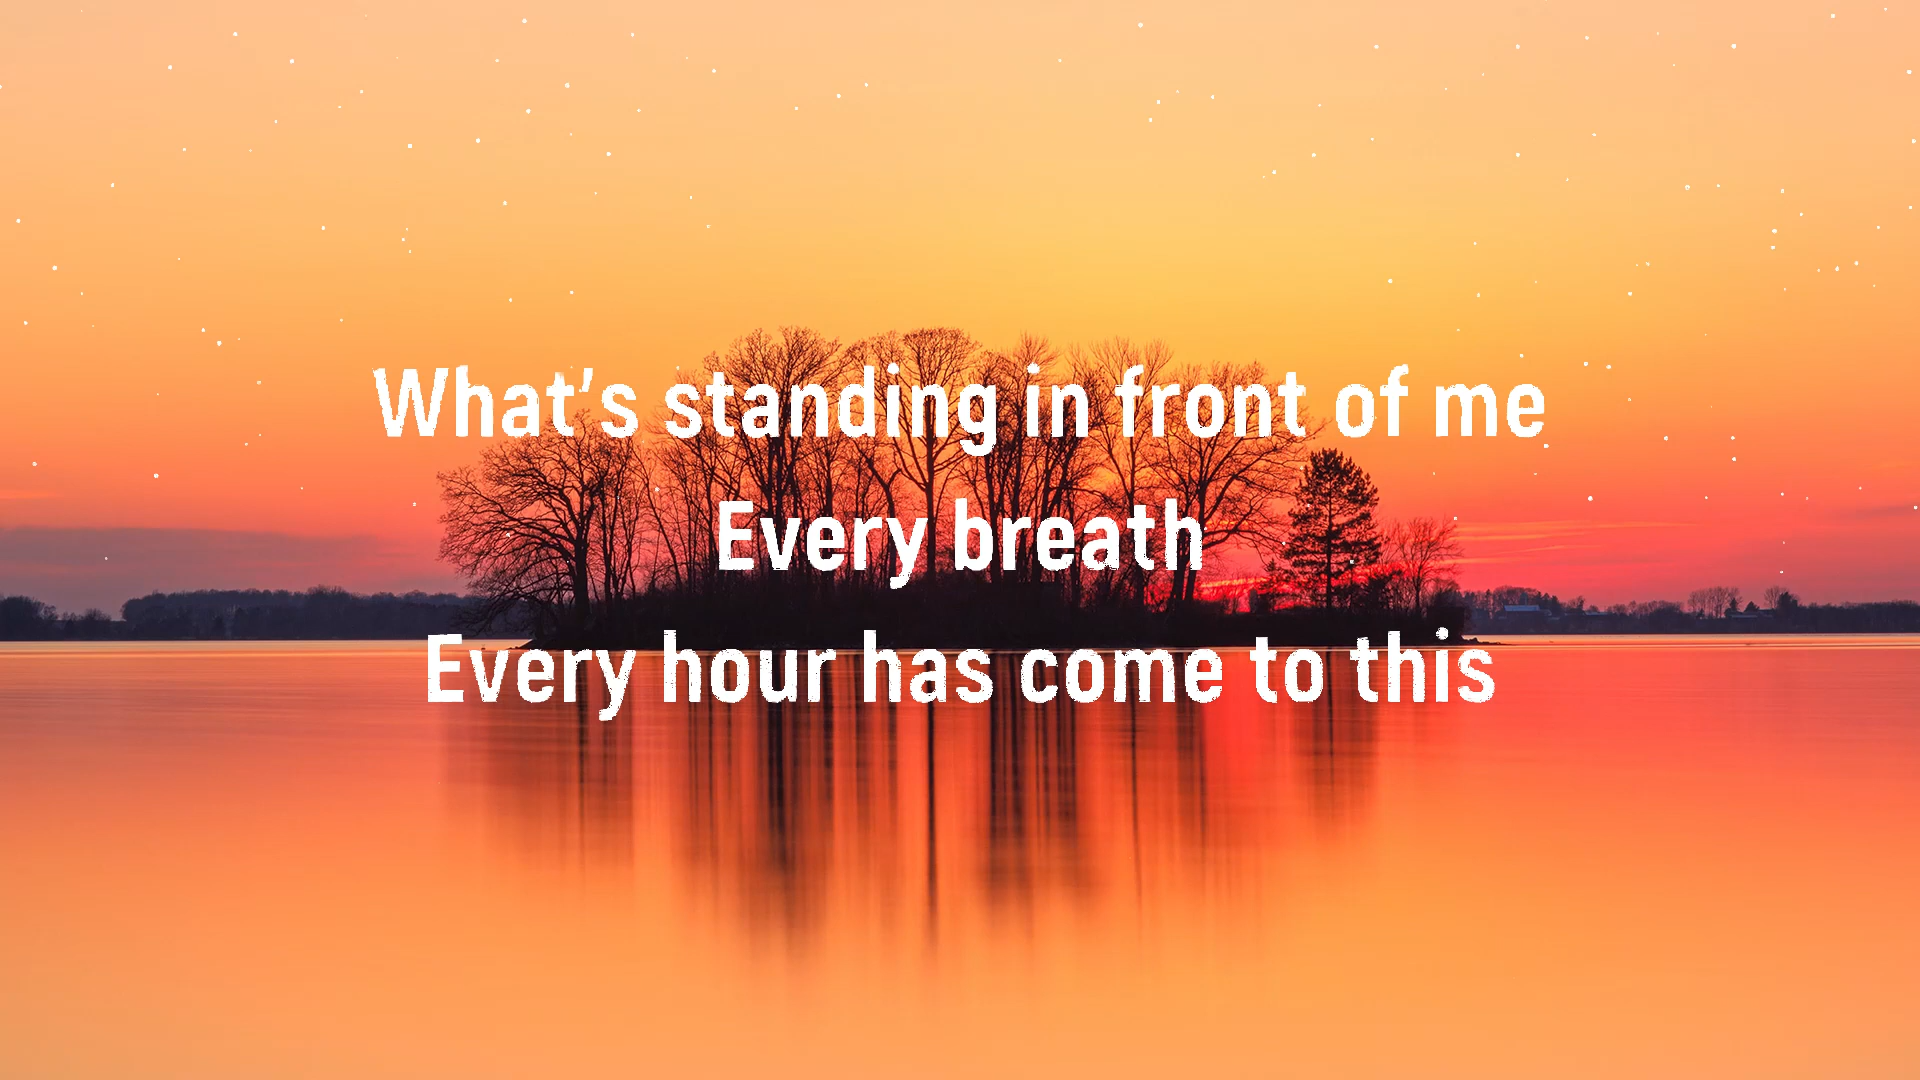 What’s standing in front of me
Every breath
Every hour has come to this